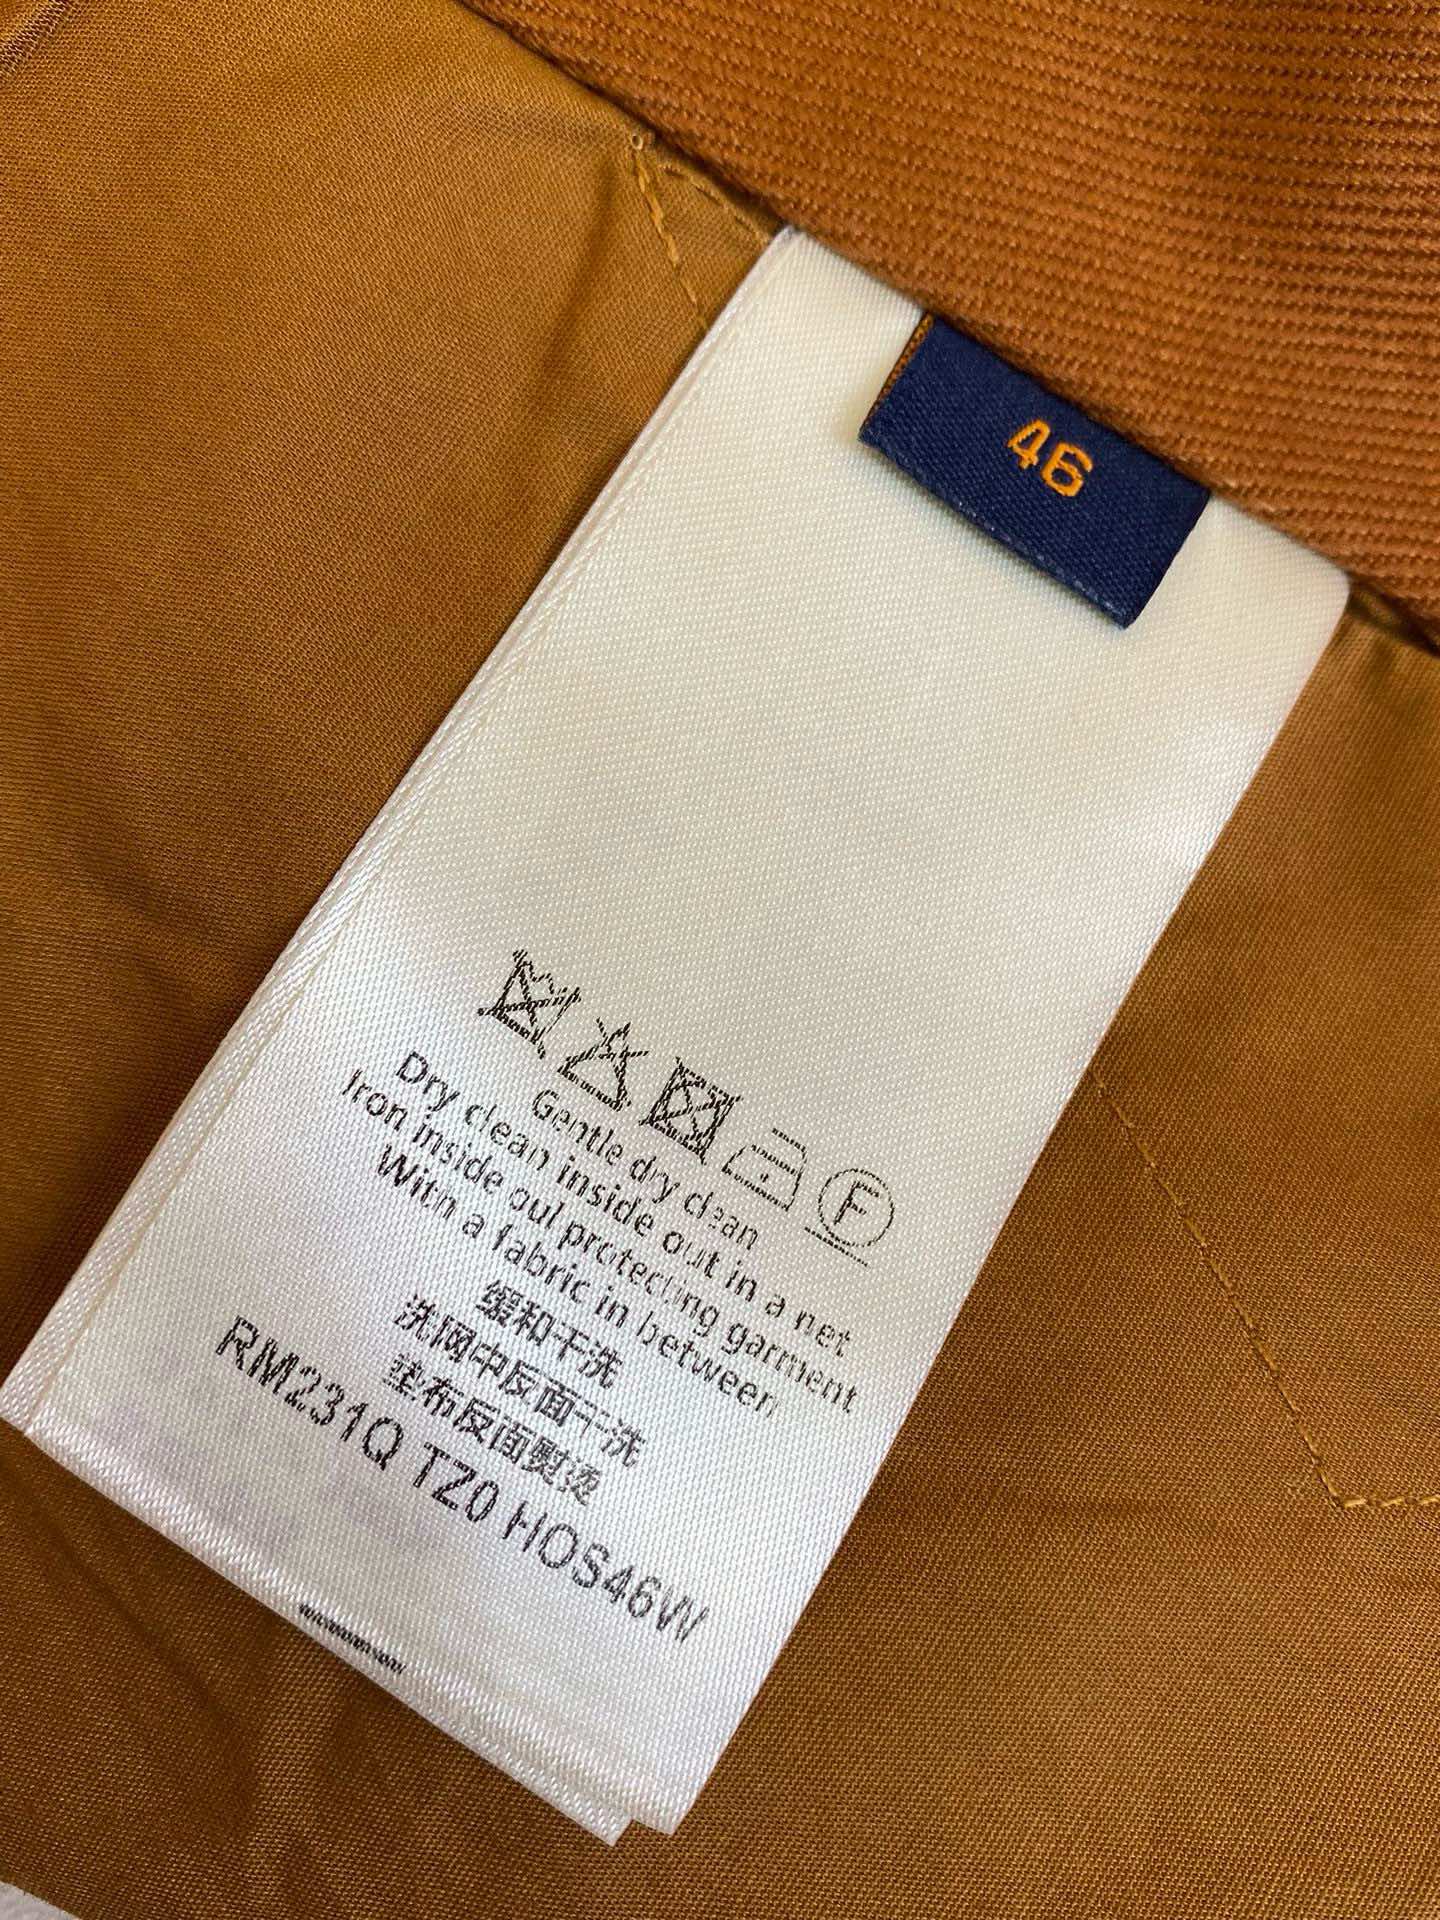 46
F
Gentle dry clean
Dry clean inside out in a net
Iron inside out protecting garment
With a fabric in between
缓和干洗
洗网中反面干洗
垫布反面熨烫
RM231Q TZ0 HOS46W